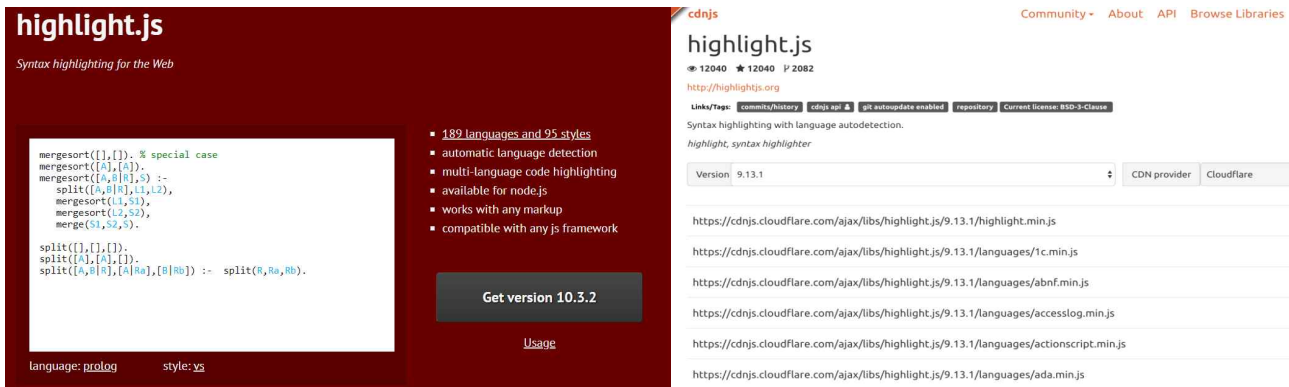 highlight.js
Syntax highlighting for the Web
mergesort([],[]). % special case
mergesort([A],[A]).
mergesort([A,B|R],S) :-
split([A,B|R],L1,L2),
mergesort(L1,S1),
mergesort(L2,S2),
merge(S1,S2,S).
split([],[],[]).
split([A],[A],[]).
split([A,B|R],[A|Ra],[B|Rb]) :- split(R,Ra,Rb).
language: prolog style: vs
189 languages and 95 styles
automatic language detection
multi-language code highlighting
available for node.js
works with any markup
compatible with any js framework
Get version 10.3.2
Usage
cdnjs Community About API Browse Libraries
highlight.js
12040 12040 2082
http://highlightjs.org
Links/Tags: commits/history cdnjs api git autoupdate enabled repository Current license: BSD-3-Clause
Syntax highlighting with language autodetection.
highlight, syntax highlighter
Version 9.13.1 CDN provider Cloudflare
https://cdnjs.cloudflare.com/ajax/libs/highlight.js/9.13.1/highlight.min.js
https://cdnjs.cloudflare.com/ajax/libs/highlight.js/9.13.1/languages/1c.min.js
https://cdnjs.cloudflare.com/ajax/libs/highlight.js/9.13.1/languages/abnf.min.js
https://cdnjs.cloudflare.com/ajax/libs/highlight.js/9.13.1/languages/accesslog.min.js
https://cdnjs.cloudflare.com/ajax/libs/highlight.js/9.13.1/languages/actionscript.min.js
https://cdnjs.cloudflare.com/ajax/libs/highlight.js/9.13.1/languages/ada.min.js